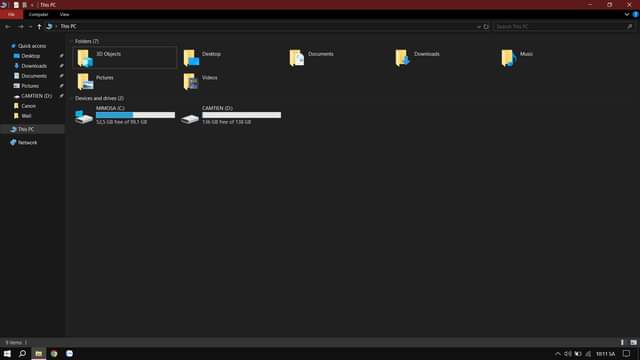 This PC
File
Computer
View
This PC
Search This PC
Quick access
Desktop
Downloads
Documents
Pictures
CAMTIEN (D:)
Canon
Wall
This PC
Network
Folders (7)
3D Objects
Desktop
Documents
Downloads
Music
Pictures
Videos
Devices and drives (2)
MIMOSA (C:)
52,5 GB free of 99,1 GB
CAMTIEN (D:)
138 GB free of 138 GB
9 items
10:11 SA